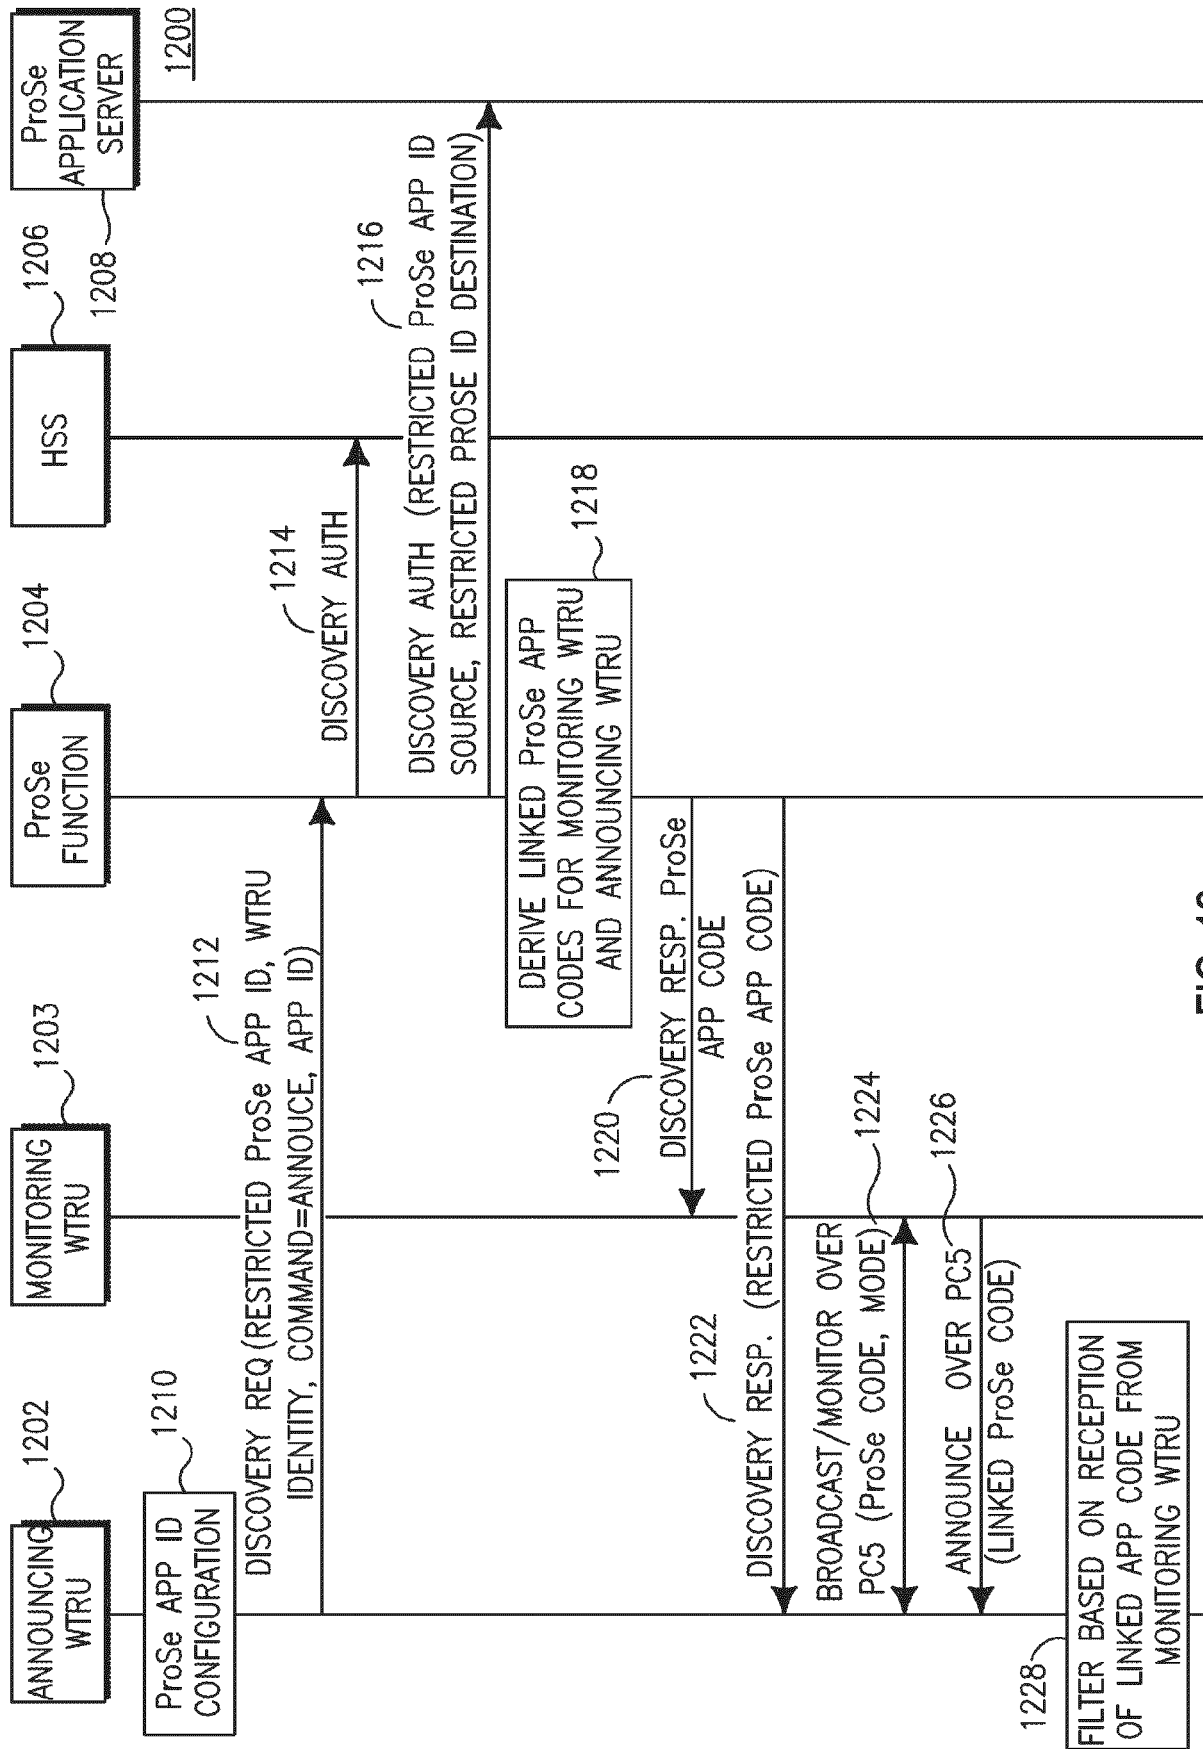 ANNOUNCING
WTRU
1202
MONITORING
WTRU
1203
ProSe
FUNCTION
1204
HSS
1206
ProSe
APPLICATION
SERVER
1208
1200
ProSe APP ID
CONFIGURATION
1210
1212
DISCOVERY REQ(RESTRICTED ProSe APP ID, WTRU
IDENTITY, COMMAND=ANNOUCE, APP ID)
1214
DISCOVERY AUTH
1216
DISCOVERY AUTH (RESTRICTED ProSe APP ID
SOURCE, RESTRICTED PROSE ID DESTINATION)
DERIVE LINKED ProSe APP
CODES FOR MONITORING WTRU
AND ANNOUNCING WTRU
1218
1220
DISCOVERY RESP. ProSe
APP CODE
1222
DISCOVERY RESP. (RESTRICTED ProSe APP CODE)
BROADCAST/MONITOR OVER
PC5 (ProSe CODE, MODE)
1224
ANNOUNCE OVER PC5
(LINKED ProSe CODE)
1226
1228
FILTER BASED ON RECEPTION
OF LINKED APP CODE FROM
MONITORING WTRU